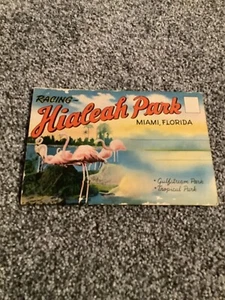 RACING—
Hialeah Park
MIAMI, FLORIDA
• Gulfstream Park
• Tropical Park